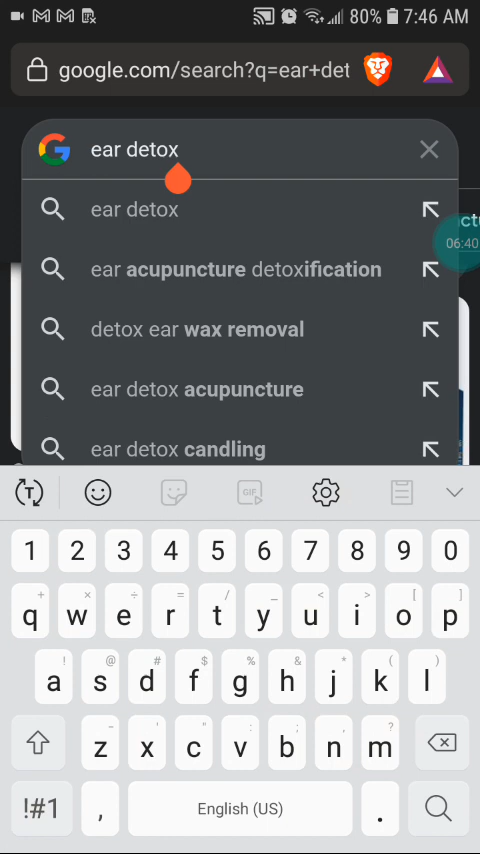 80% 7:46 AM
google.com/search?q=ear+det
ear detox
ear detox
ctu
06:40
ear acupuncture detoxification
detox ear wax removal
ear detox acupuncture
ear detox candling
T
GIF
1 2 3 4 5 6 7 8 9 0
+ × ÷ = / _ < > [ ]
q w e r t y u i o p
! @ # $ % & * ( )
a s d f g h j k l
- ' " : ; , ?
z x c v b n m
!#1 , English (US) .